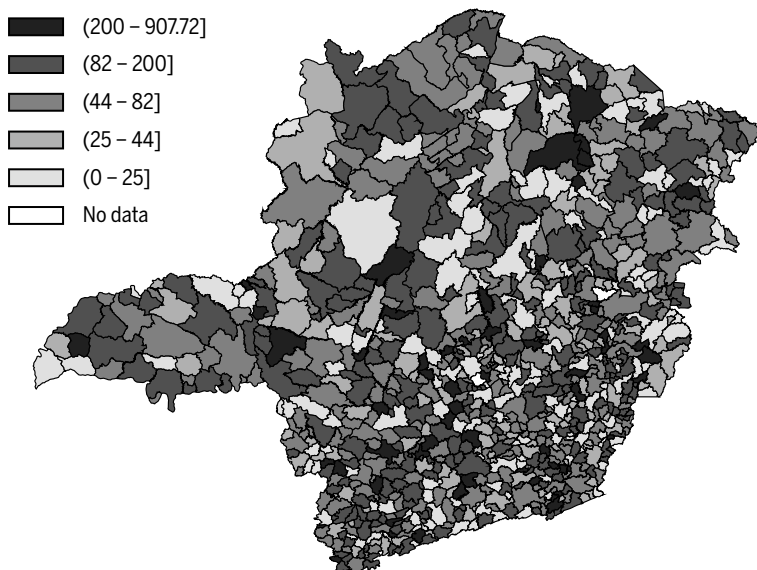 (200 – 907.72]
(82 – 200]
(44 – 82]
(25 – 44]
(0 – 25]
No data